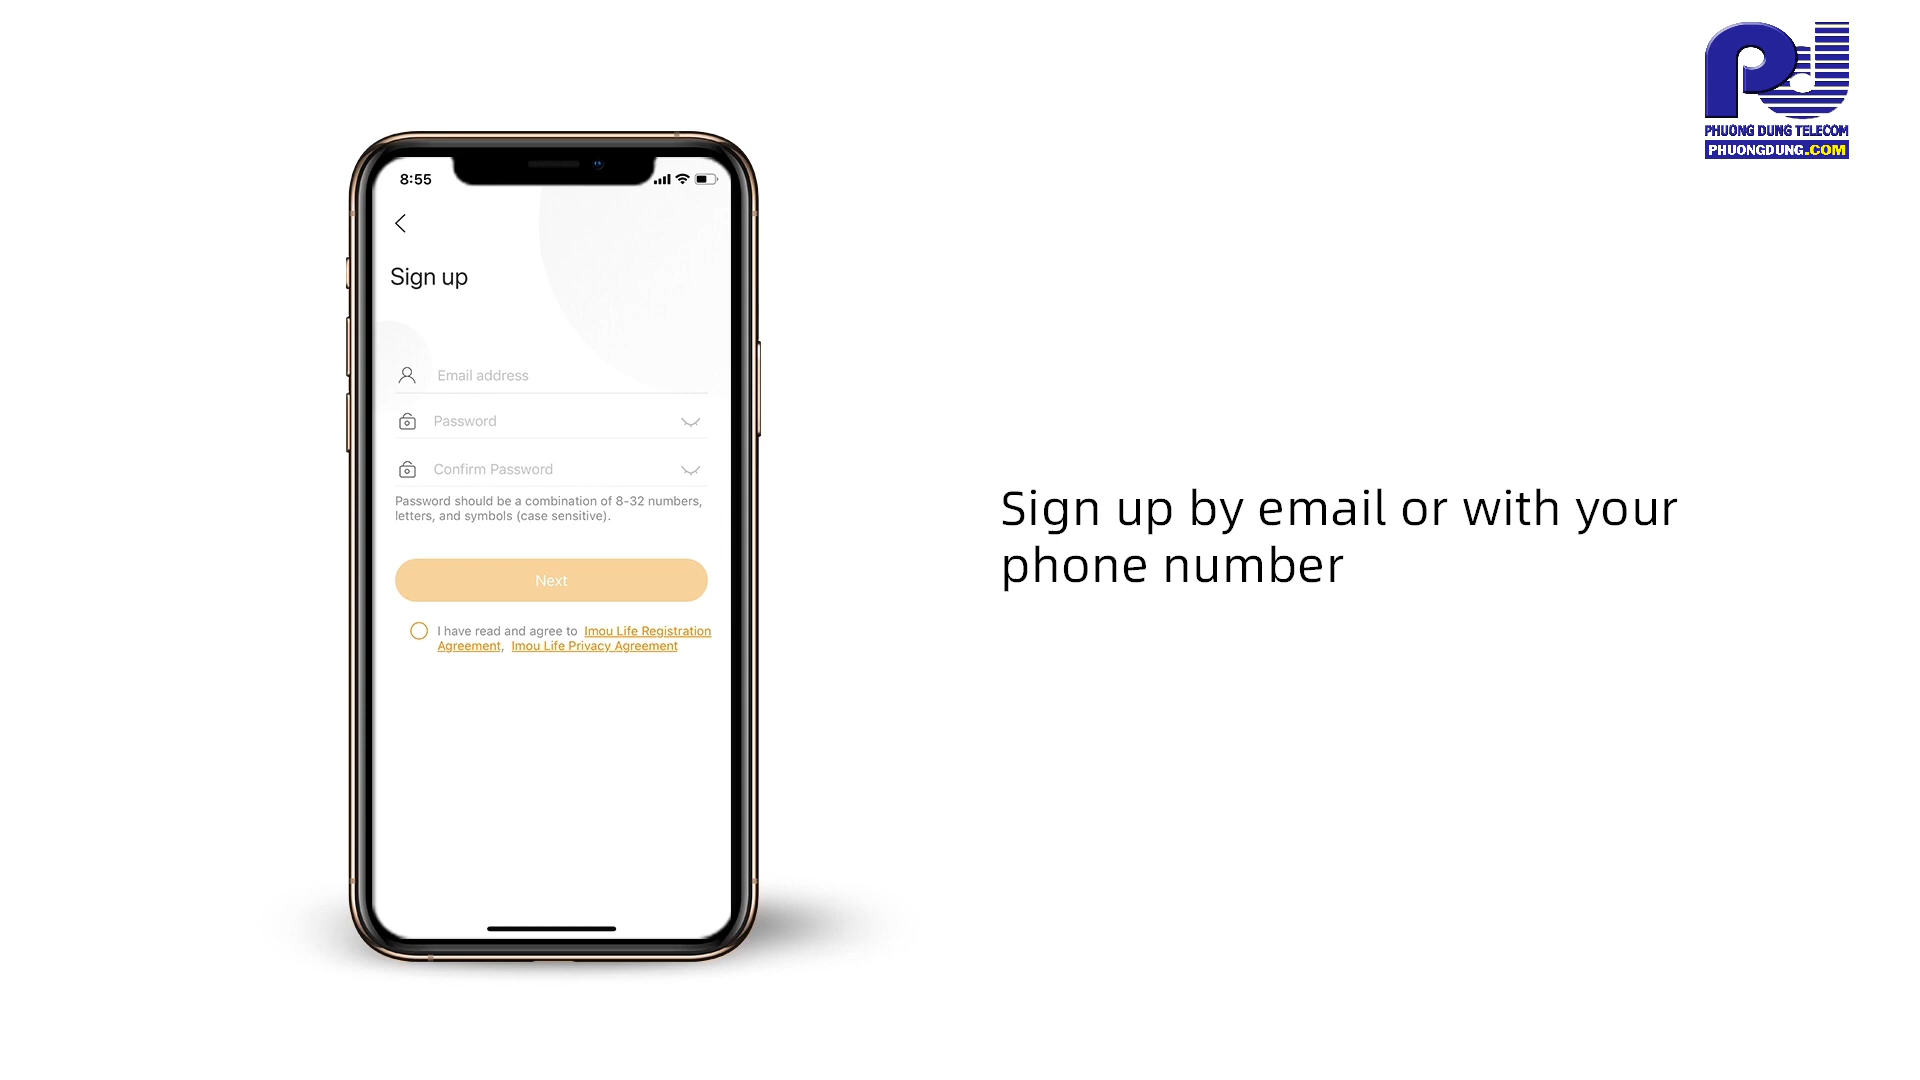 PHUONG DUNG TELECOM
PHUONGDUNG.COM
8:55
Sign up
Email address
Password
Confirm Password
Password should be a combination of 8-32 numbers,
letters, and symbols (case sensitive).
Next
I have read and agree to Imou Life Registration
Agreement, Imou Life Privacy Agreement
Sign up by email or with your
phone number